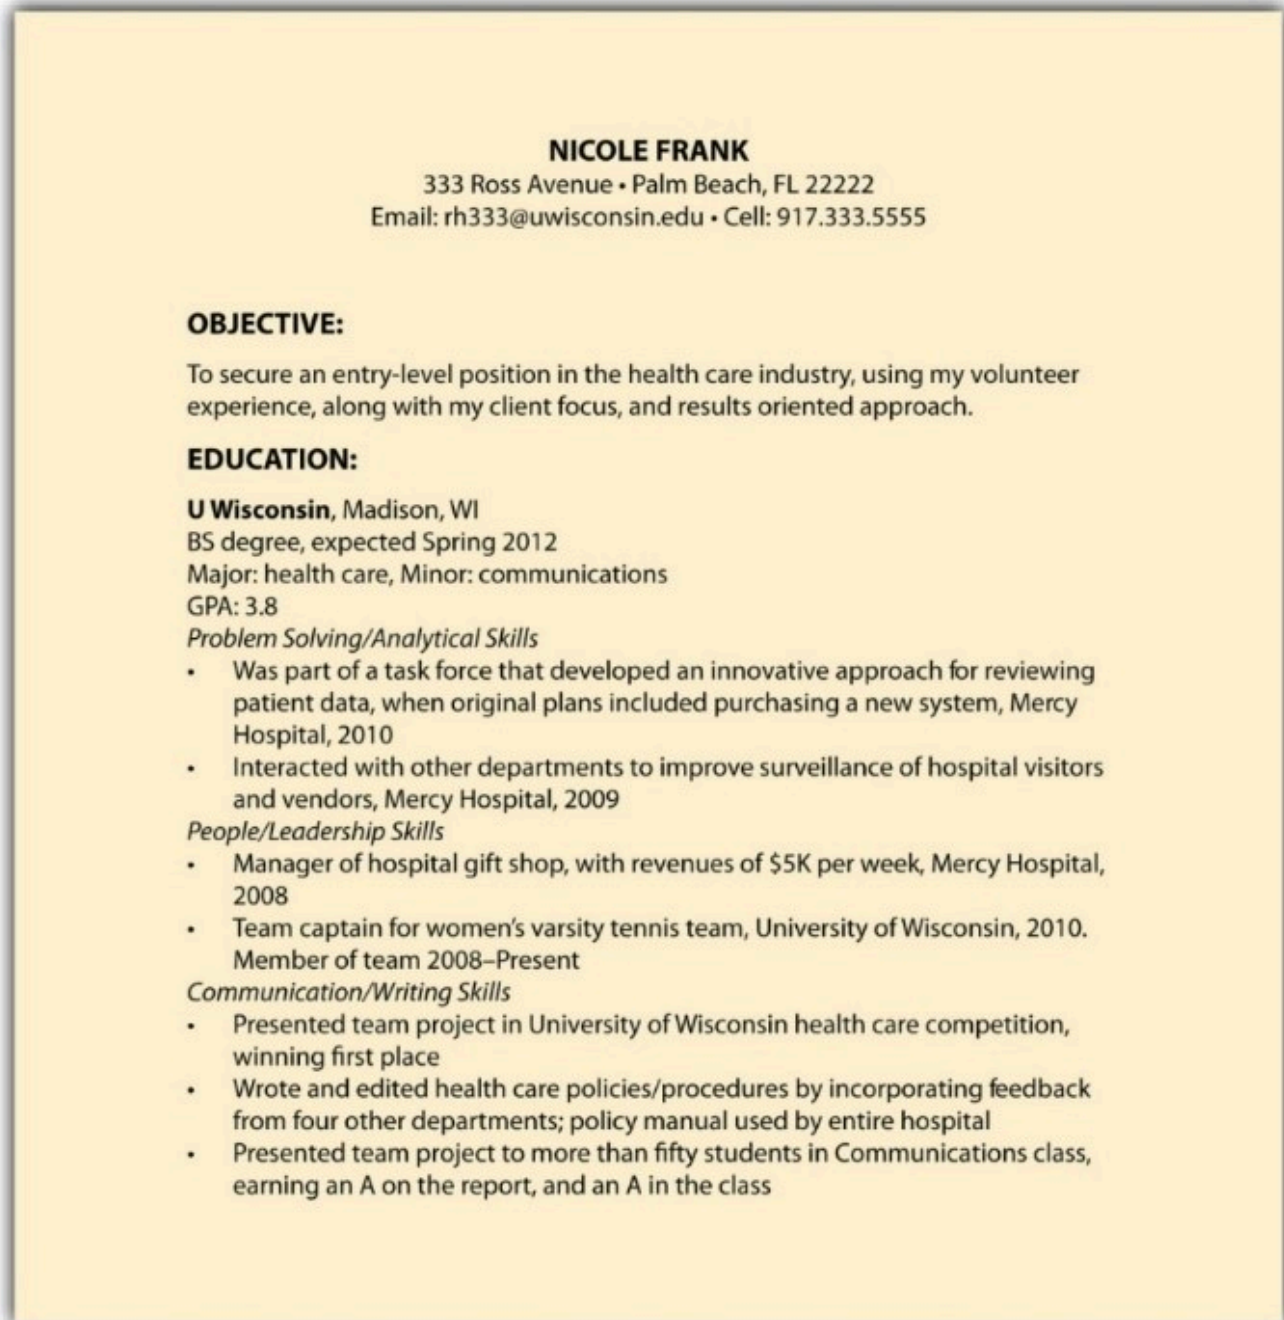 NICOLE FRANK
333 Ross Avenue • Palm Beach, FL 22222
Email: rh333@uwisconsin.edu • Cell: 917.333.5555
OBJECTIVE:
To secure an entry-level position in the health care industry, using my volunteer
experience, along with my client focus, and results oriented approach.
EDUCATION:
U Wisconsin, Madison, WI
BS degree, expected Spring 2012
Major: health care, Minor: communications
GPA: 3.8
Problem Solving/Analytical Skills
• Was part of a task force that developed an innovative approach for reviewing
patient data, when original plans included purchasing a new system, Mercy
Hospital, 2010
• Interacted with other departments to improve surveillance of hospital visitors
and vendors, Mercy Hospital, 2009
People/Leadership Skills
• Manager of hospital gift shop, with revenues of $5K per week, Mercy Hospital,
2008
• Team captain for women's varsity tennis team, University of Wisconsin, 2010.
Member of team 2008–Present
Communication/Writing Skills
• Presented team project in University of Wisconsin health care competition,
winning first place
• Wrote and edited health care policies/procedures by incorporating feedback
from four other departments; policy manual used by entire hospital
• Presented team project to more than fifty students in Communications class,
earning an A on the report, and an A in the class